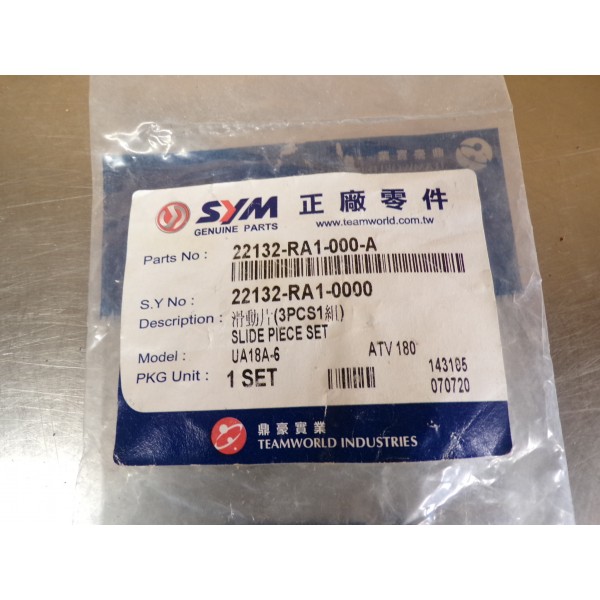 SYM 正廠零件
GENUINE PARTS www.teamworld.com.tw
Parts No : 22132-RA1-000-A
S.Y No : 22132-RA1-0000
Description : 滑動片(3PCS1組)
SLIDE PIECE SET
Model : UA18A-6 ATV 180
PKG Unit : 1 SET 143185
070720
鼎豪實業
TEAMWORLD INDUSTRIES